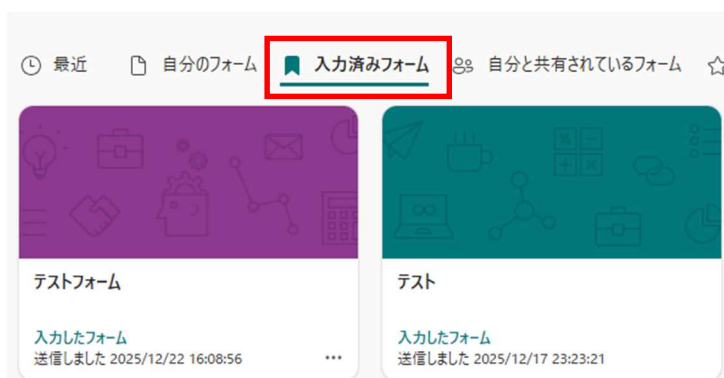 最近 自分のフォーム 入力済みフォーム 自分と共有されているフォーム
テストフォーム
入力したフォーム
送信しました 2025/12/22 16:08:56
テスト
入力したフォーム
送信しました 2025/12/17 23:23:21